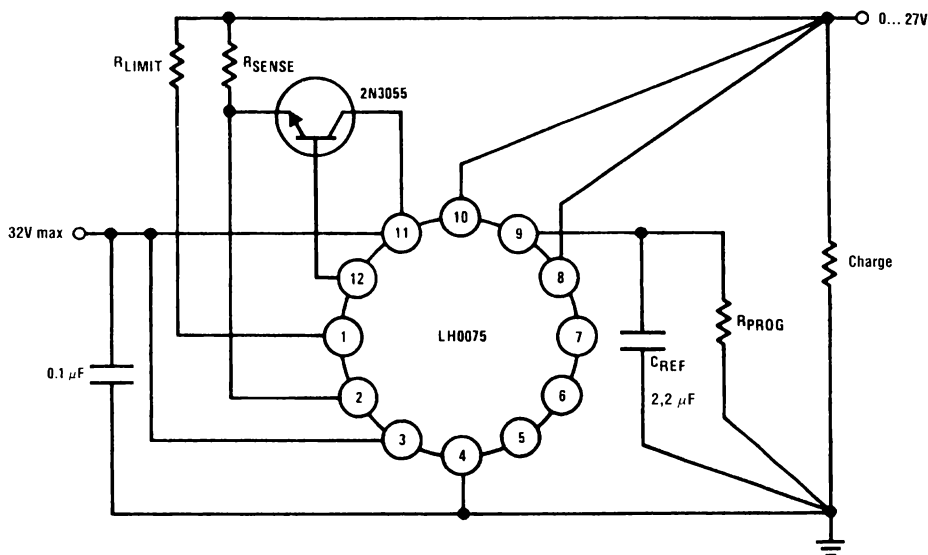 0... 27V
RLIMIT
RSENSE
2N3055
32V max
11
10
9
12
8
Charge
1
LH0075
7
RPROG
0.1 µF
CREF
2
6
2,2 µF
3
5
4